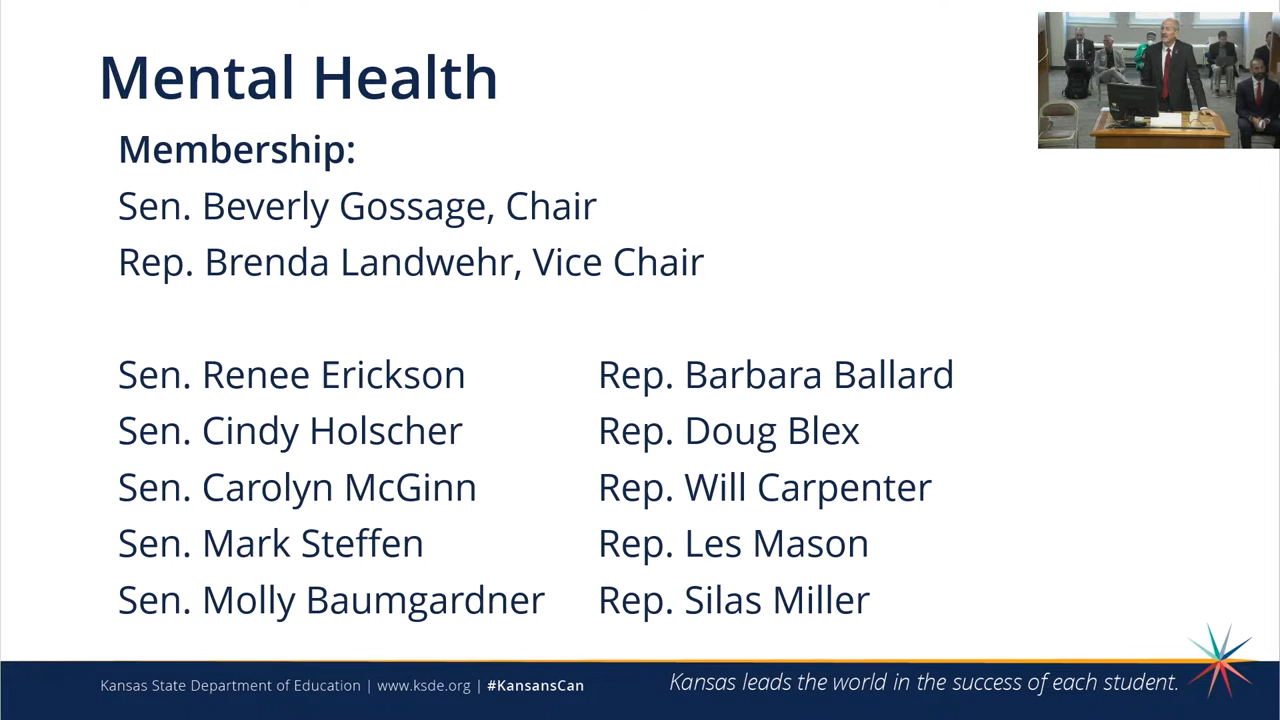 Mental Health
Membership:
Sen. Beverly Gossage, Chair
Rep. Brenda Landwehr, Vice Chair
Sen. Renee Erickson
Sen. Cindy Holscher
Sen. Carolyn McGinn
Sen. Mark Steffen
Sen. Molly Baumgardner
Rep. Barbara Ballard
Rep. Doug Blex
Rep. Will Carpenter
Rep. Les Mason
Rep. Silas Miller
Kansas State Department of Education | www.ksde.org | #KansansCan
Kansas leads the world in the success of each student.